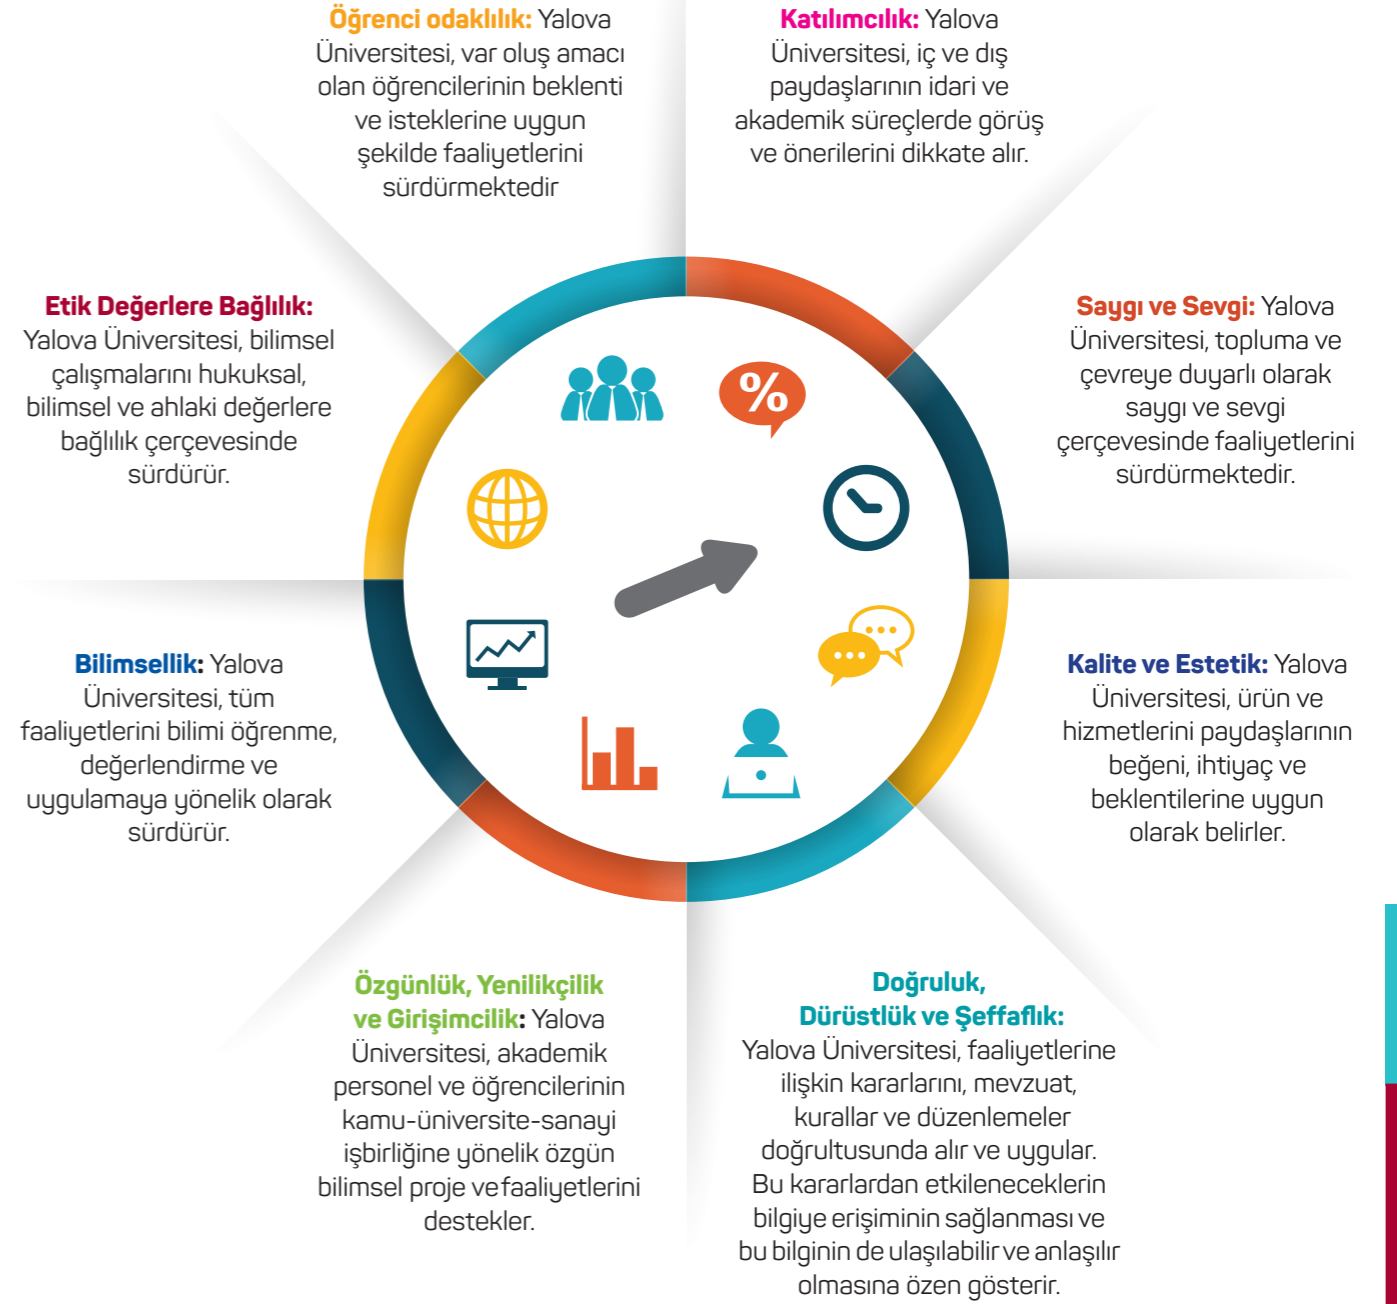 Öğrenci odaklılık: Yalova
Üniversitesi, var oluş amacı
olan öğrencilerinin beklenti
ve isteklerine uygun
şekilde faaliyetlerini
sürdürmektedir
Katılımcılık: Yalova
Üniversitesi, iç ve dış
paydaşlarının idari ve
akademik süreçlerde görüş
ve önerilerini dikkate alır.
Etik Değerlere Bağlılık:
Yalova Üniversitesi, bilimsel
çalışmalarını hukuksal,
bilimsel ve ahlaki değerlere
bağlılık çerçevesinde
sürdürür.
Saygı ve Sevgi: Yalova
Üniversitesi, topluma ve
çevreye duyarlı olarak
saygı ve sevgi
çerçevesinde faaliyetlerini
sürdürmektedir.
%
Bilimsellik: Yalova
Üniversitesi, tüm
faaliyetlerini bilimi öğrenme,
değerlendirme ve
uygulamaya yönelik olarak
sürdürür.
Kalite ve Estetik: Yalova
Üniversitesi, ürün ve
hizmetlerini paydaşlarının
beğeni, ihtiyaç ve
beklentilerine uygun
olarak belirler.
Özgünlük, Yenilikçilik
ve Girişimcilik: Yalova
Üniversitesi, akademik
personel ve öğrencilerinin
kamu-üniversite-sanayi
işbirliğine yönelik özgün
bilimsel proje ve faaliyetlerini
destekler.
Doğruluk,
Dürüstlük ve Şeffaflık:
Yalova Üniversitesi, faaliyetlerine
ilişkin kararlarını, mevzuat,
kurallar ve düzenlemeler
doğrultusunda alır ve uygular.
Bu kararlardan etkileneceklerin
bilgiye erişiminin sağlanması ve
bu bilginin de ulaşılabilir ve anlaşılır
olmasına özen gösterir.